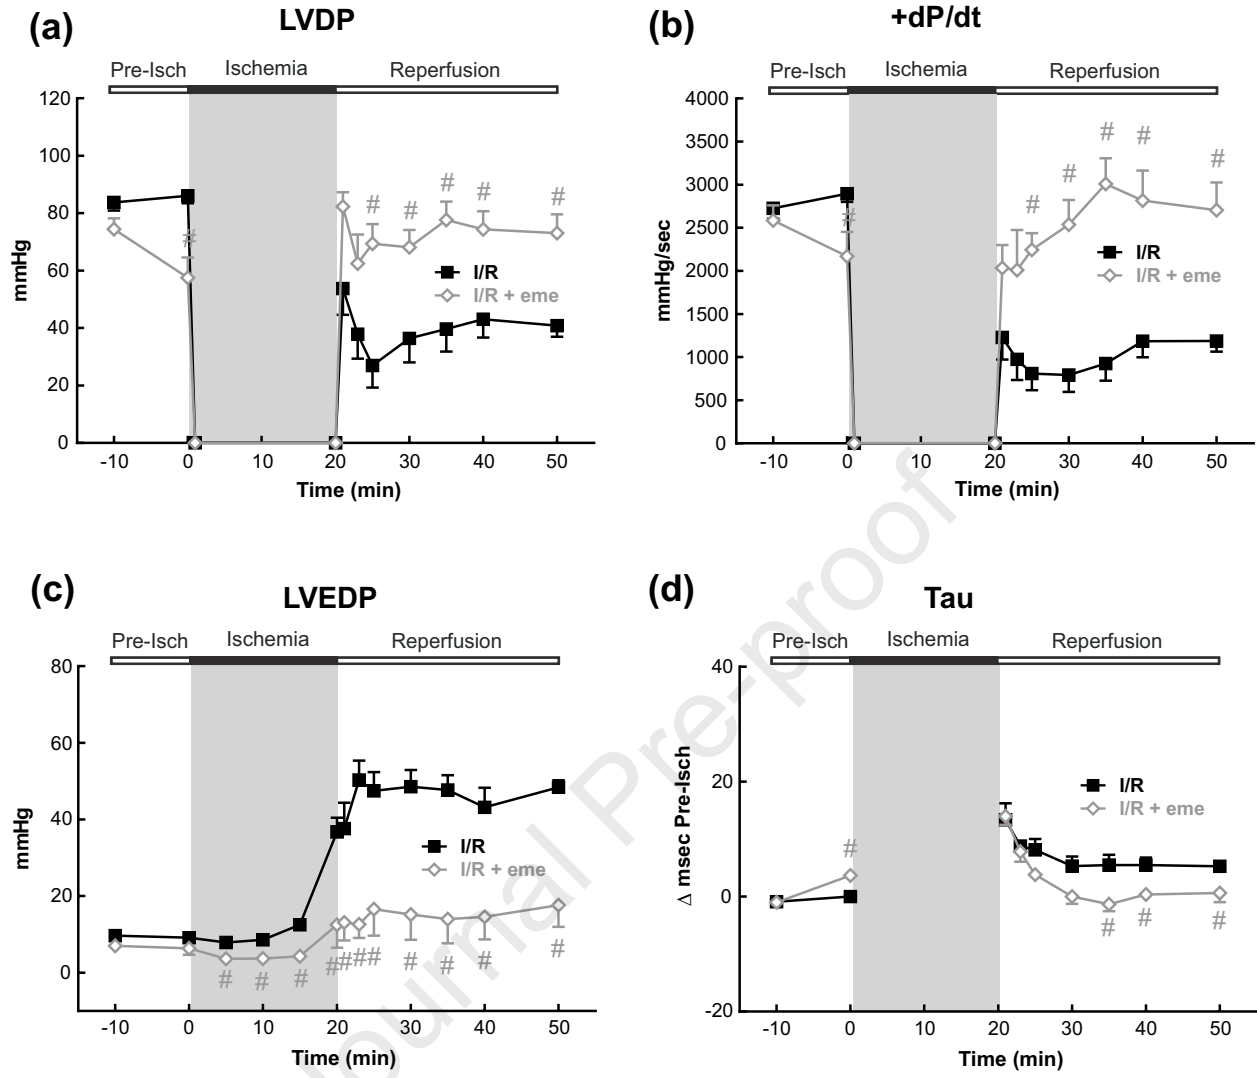 (a)
LVDP
Pre-Isch
Ischemia
Reperfusion
120
100
80
60
40
20
0
mmHg
#
#
#
#
#
#
I/R
I/R + eme
-10
0
10
20
30
40
50
Time (min)
(b)
+dP/dt
Pre-Isch
Ischemia
Reperfusion
4000
3500
3000
2500
2000
1500
1000
500
0
mmHg/sec
#
#
#
#
#
#
I/R
I/R + eme
-10
0
10
20
30
40
50
Time (min)
(c)
LVEDP
Pre-Isch
Ischemia
Reperfusion
80
60
40
20
0
mmHg
I/R
I/R + eme
#
#
#
#
#
#
#
#
#
#
#
-10
0
10
20
30
40
50
Time (min)
(d)
Tau
Pre-Isch
Ischemia
Reperfusion
40
20
0
-20
Δ msec Pre-Isch
I/R
I/R + eme
#
#
#
#
-10
0
10
20
30
40
50
Time (min)
Journal Pre-proof